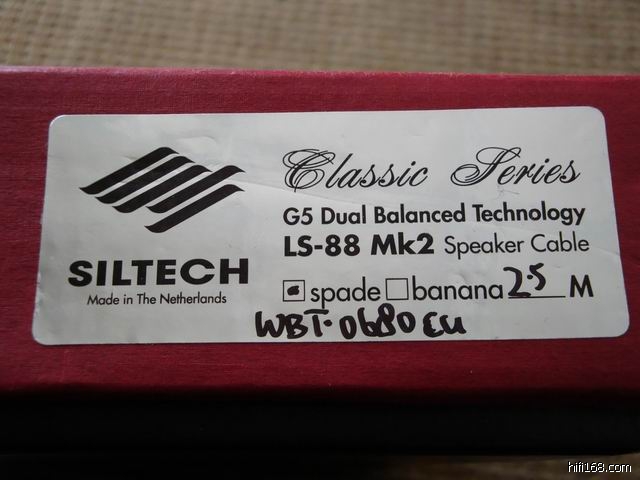 Classic Series
G5 Dual Balanced Technology
LS-88 Mk2 Speaker Cable
SILTECH
Made in The Netherlands
spade banana 2.5 M
WBT-0680 CU
hifi168.com